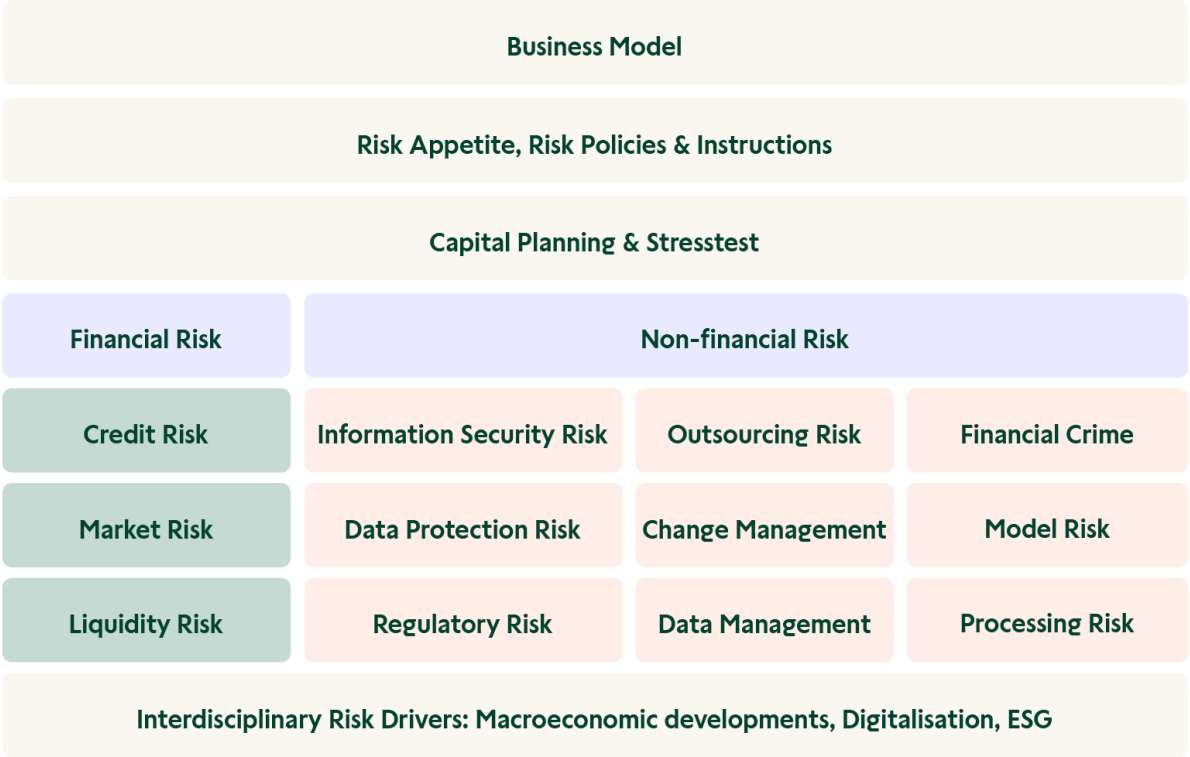 Business Model
Risk Appetite, Risk Policies & Instructions
Capital Planning & Stresstest
Financial Risk
Non-financial Risk
Credit Risk
Information Security Risk
Outsourcing Risk
Financial Crime
Market Risk
Data Protection Risk
Change Management
Model Risk
Liquidity Risk
Regulatory Risk
Data Management
Processing Risk
Interdisciplinary Risk Drivers: Macroeconomic developments, Digitalisation, ESG